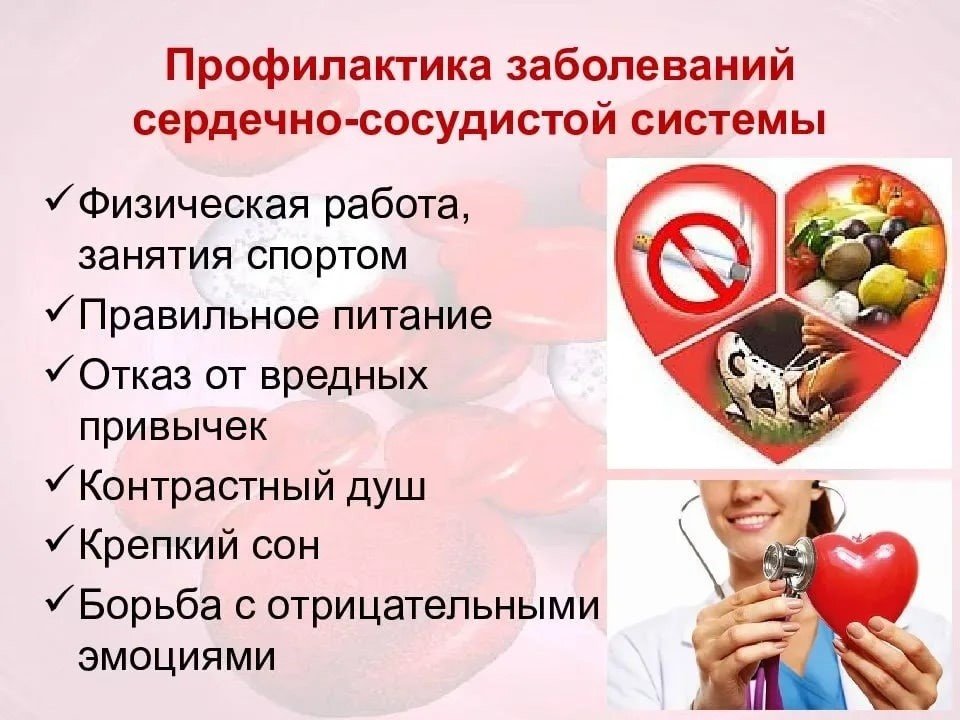 Профилактика заболеваний
сердечно-сосудистой системы
Физическая работа,
занятия спортом
Правильное питание
Отказ от вредных
привычек
Контрастный душ
Крепкий сон
Борьба с отрицательными
эмоциями